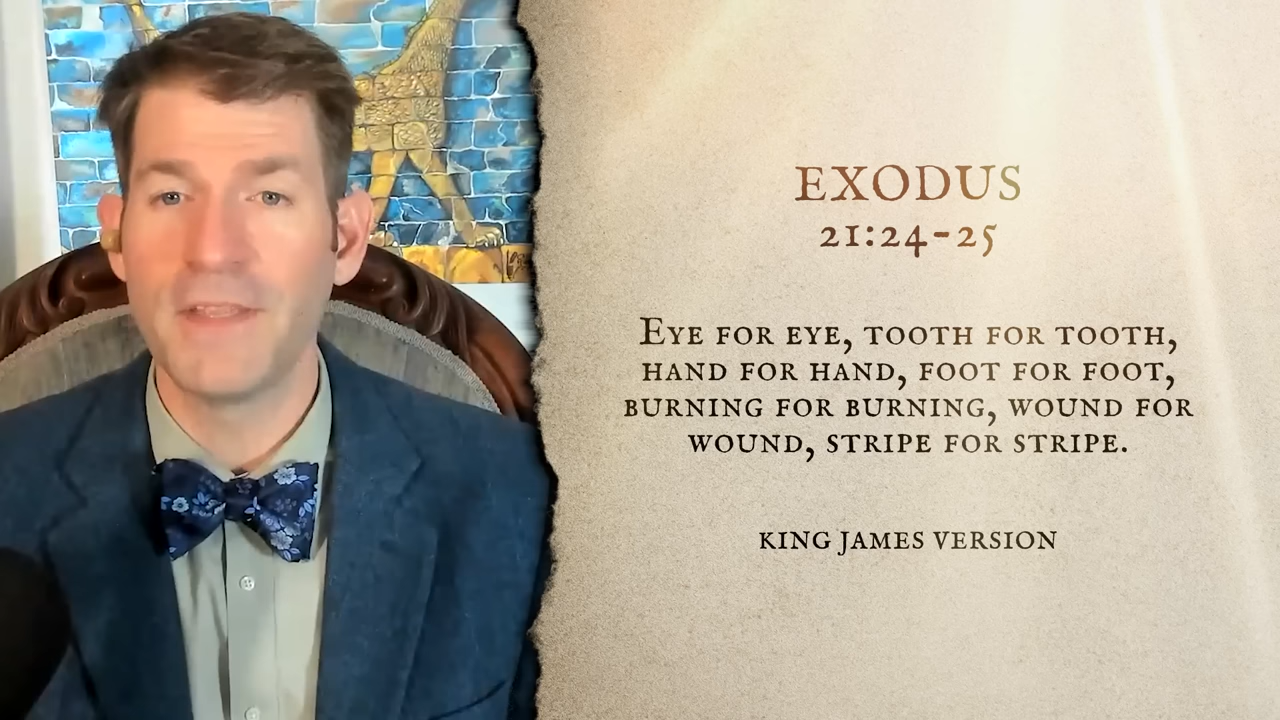 EXODUS
21:24-25
EYE FOR EYE, TOOTH FOR TOOTH,
HAND FOR HAND, FOOT FOR FOOT,
BURNING FOR BURNING, WOUND FOR
WOUND, STRIPE FOR STRIPE.
KING JAMES VERSION